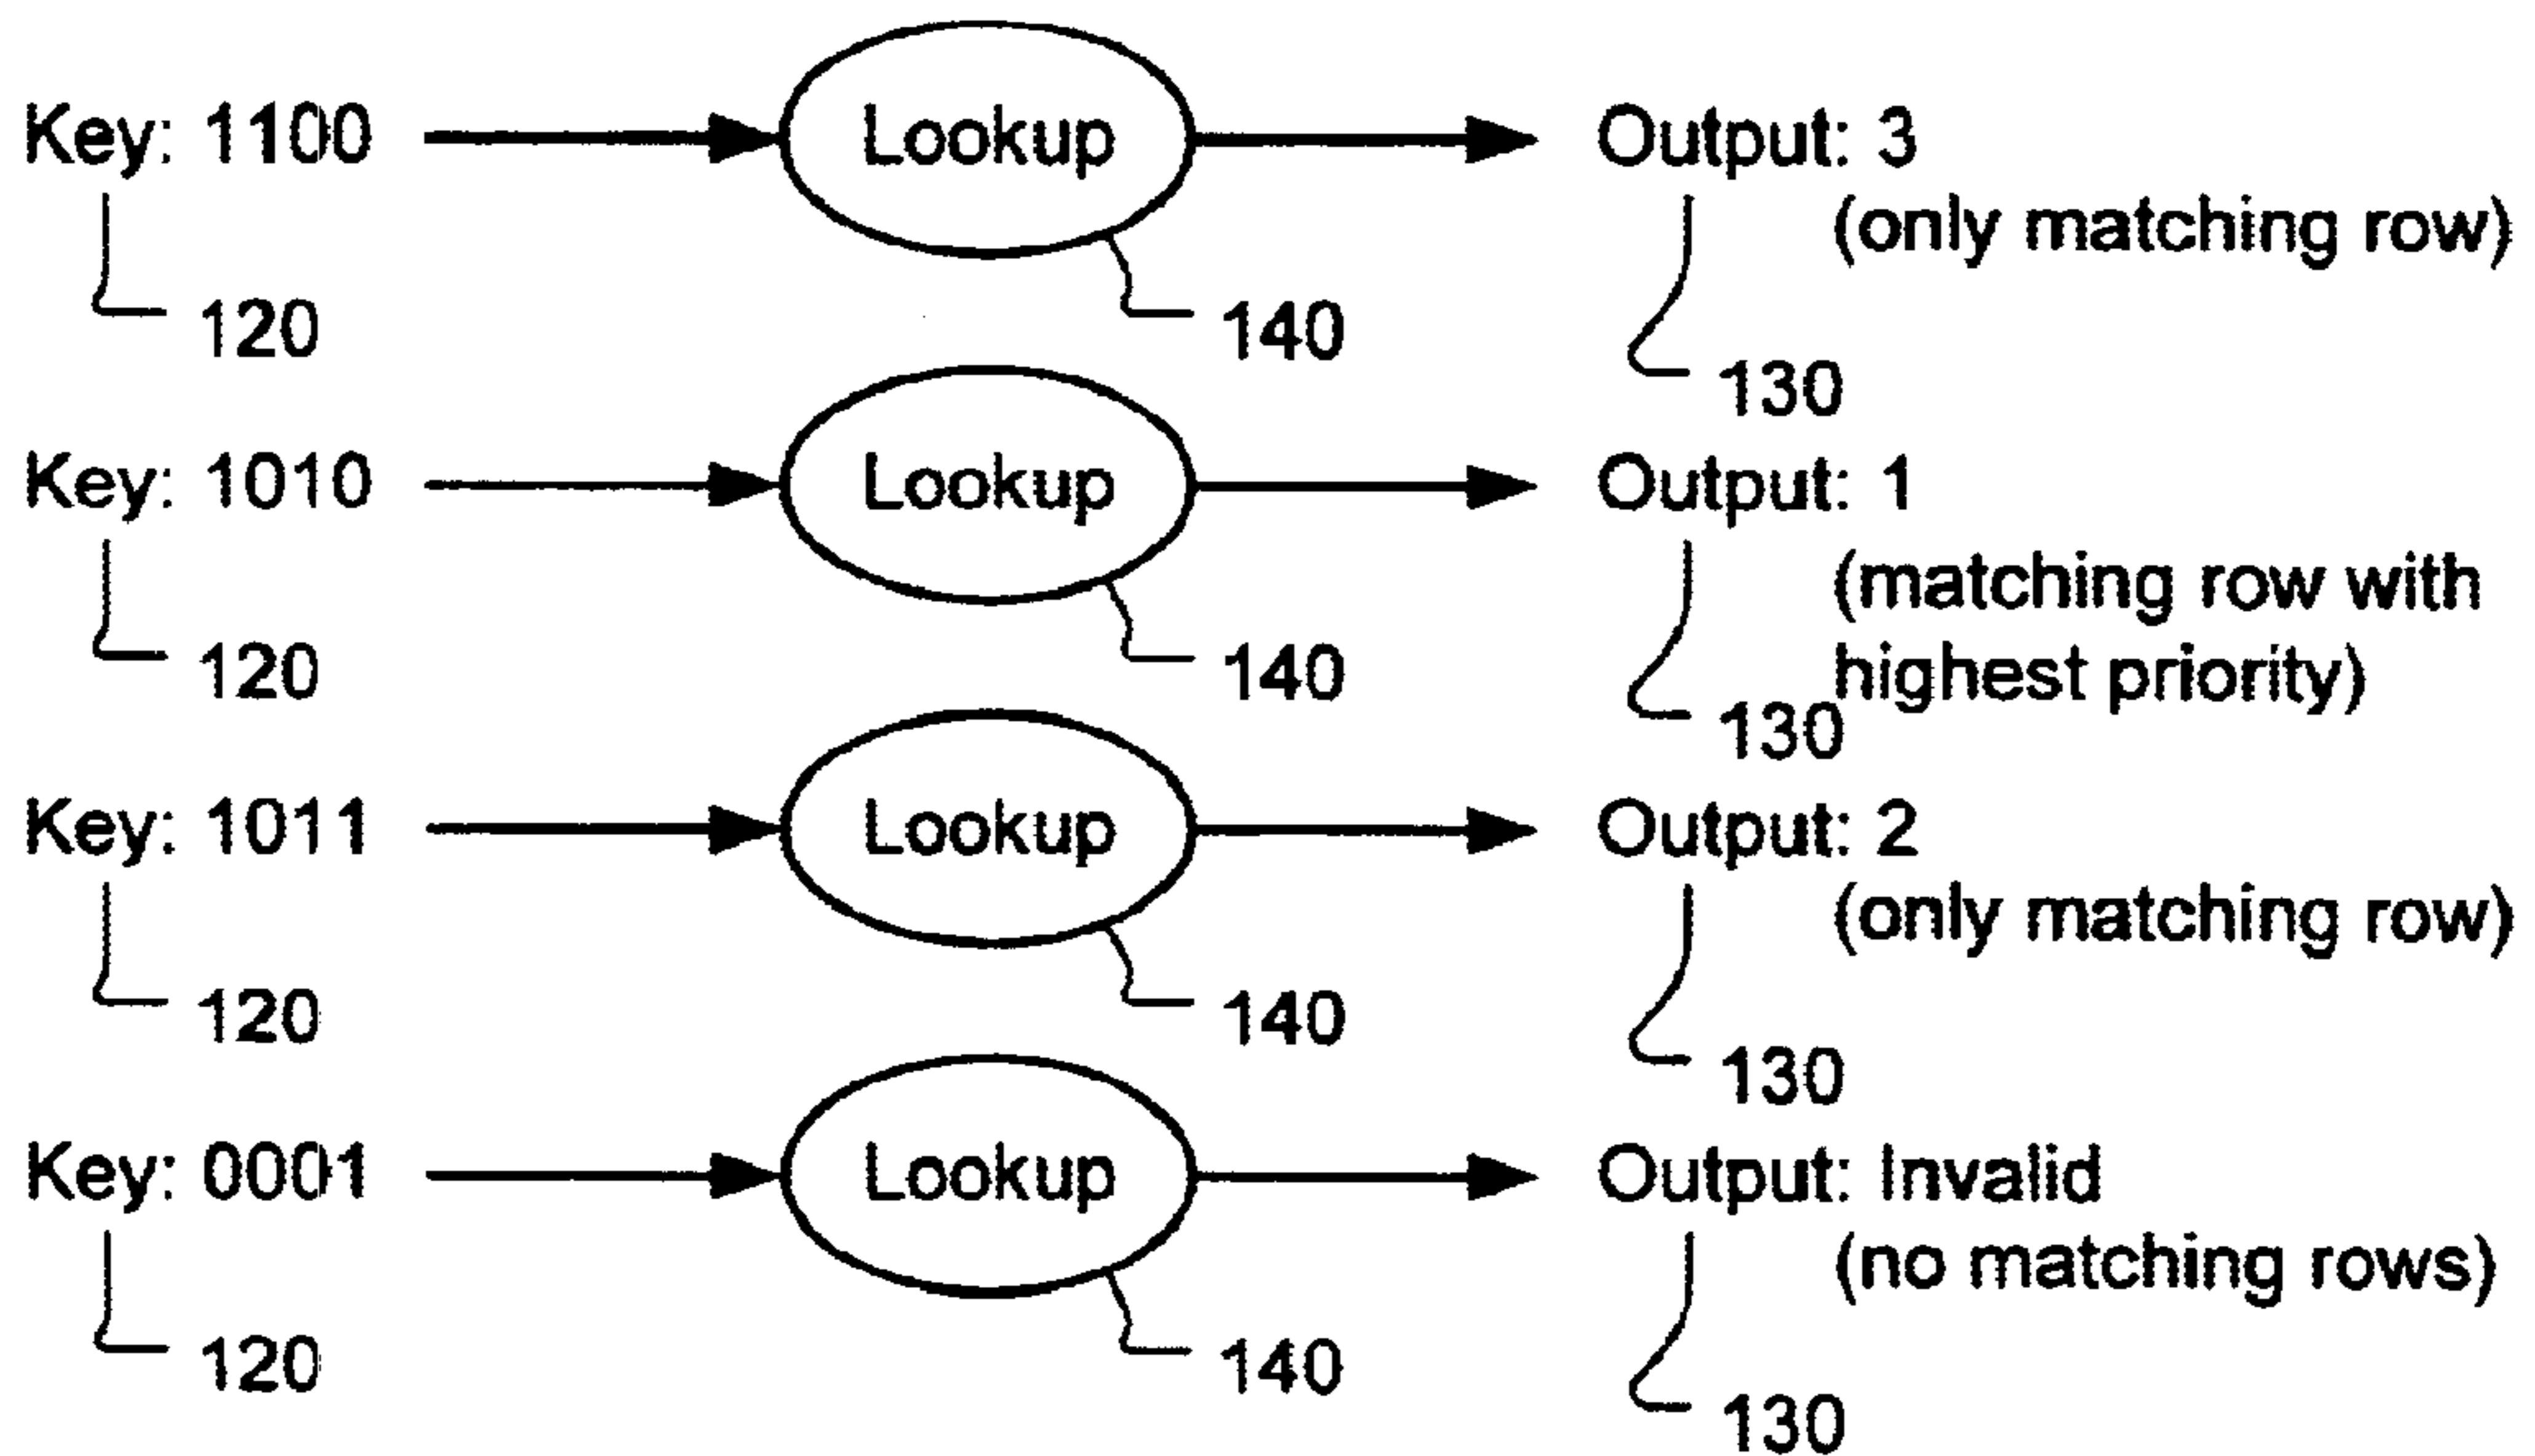 Key: 1100
Lookup
Output: 3
(only matching row)
120
140
130
Key: 1010
Lookup
Output: 1
(matching row with
highest priority)
120
140
130
Key: 1011
Lookup
Output: 2
(only matching row)
120
140
130
Key: 0001
Lookup
Output: Invalid
(no matching rows)
120
140
130